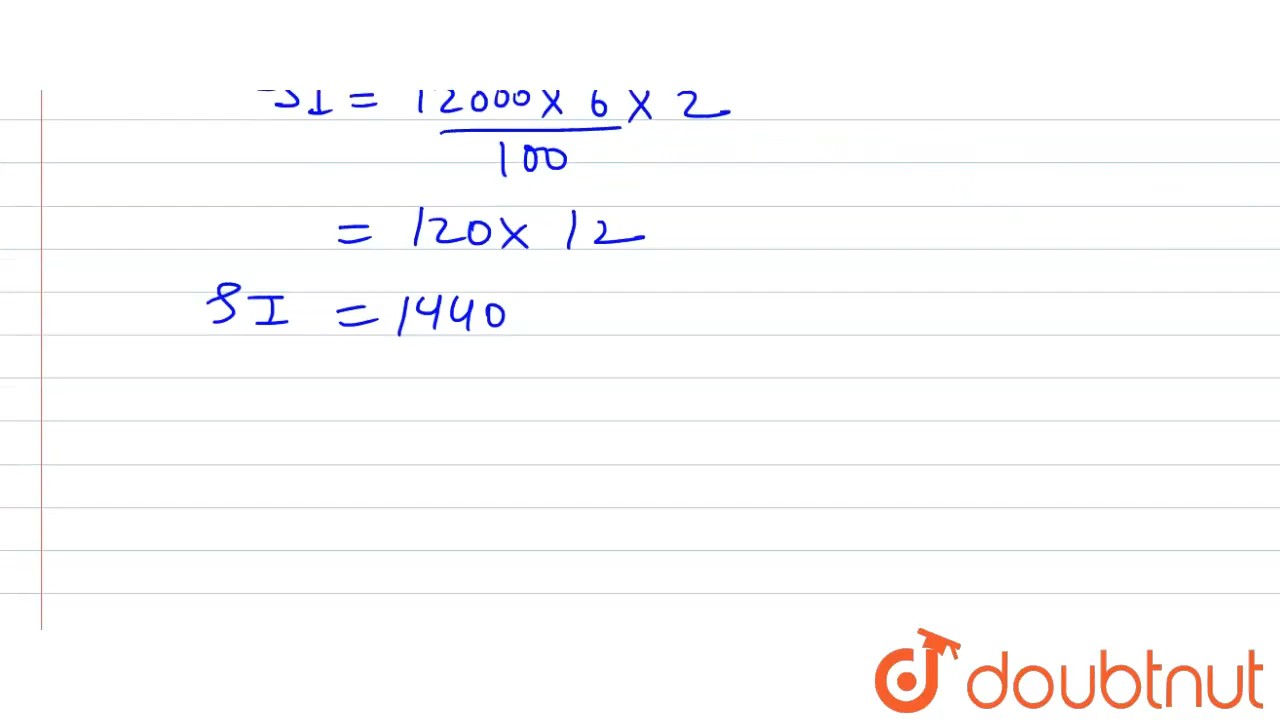 SI = 12000 x 6 x 2
100
= 120 x 12
SI = 1440
doubtnut